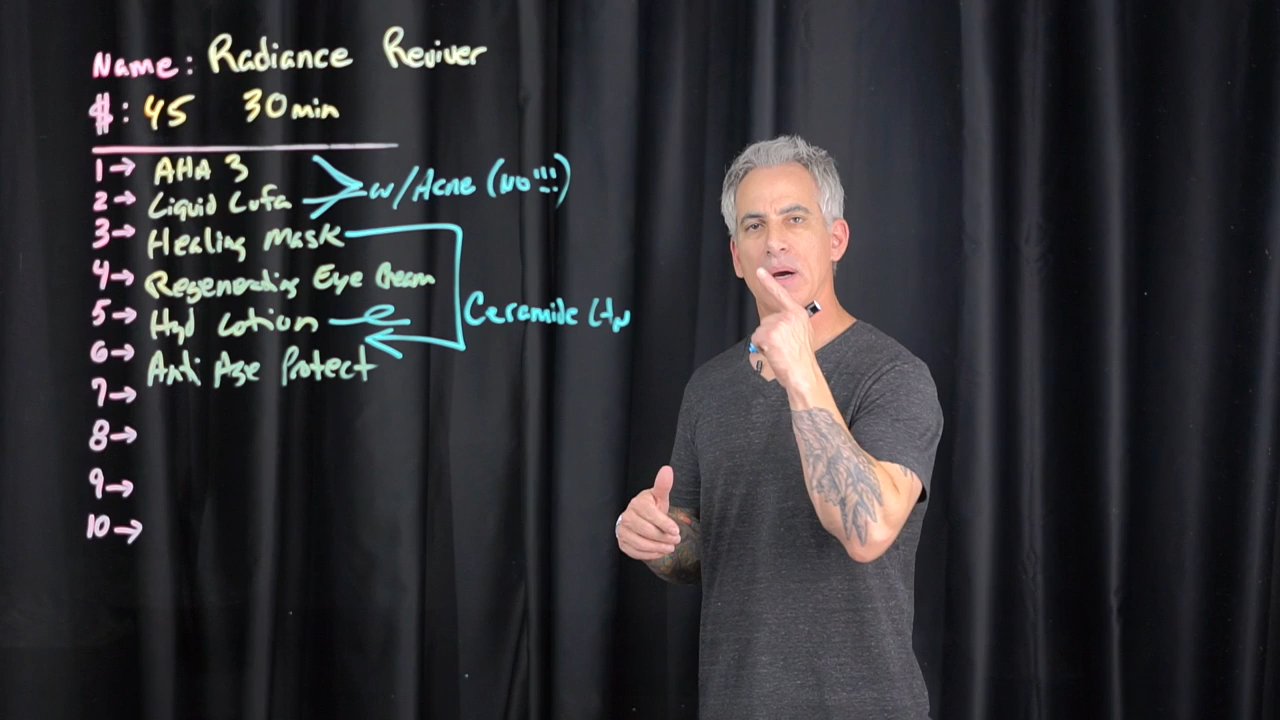 Name: Radiance Reviver
$: 45 30min
1→ AHA 3
2→ Liquid Lufa w/Acne (NO!!!)
3→ Healing Mask
4→ Regenerating Eye Cream
5→ Hyd Lotion Ceramide
6→ Anti Age Protect
7→
8→
9→
10→